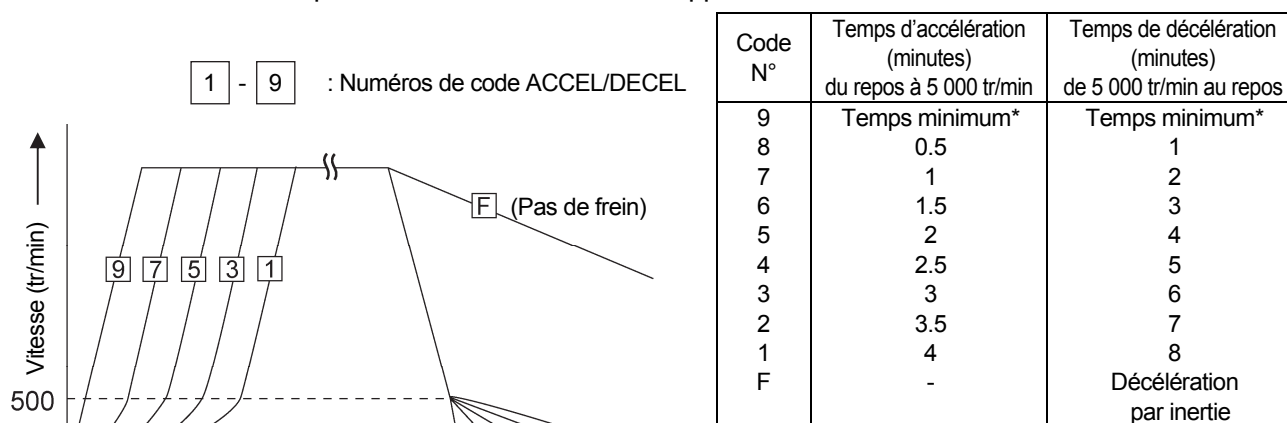 1 - 9 : Numéros de code ACCEL/DECEL
F (Pas de frein)
9 7 5 3 1
Vitesse (tr/min)
500
Code N° Temps d'accélération (minutes) du repos à 5 000 tr/min Temps de décélération (minutes) de 5 000 tr/min au repos
9 Temps minimum* Temps minimum*
8 0.5 1
7 1 2
6 1.5 3
5 2 4
4 2.5 5
3 3 6
2 3.5 7
1 4 8
F - Décélération
par inertie